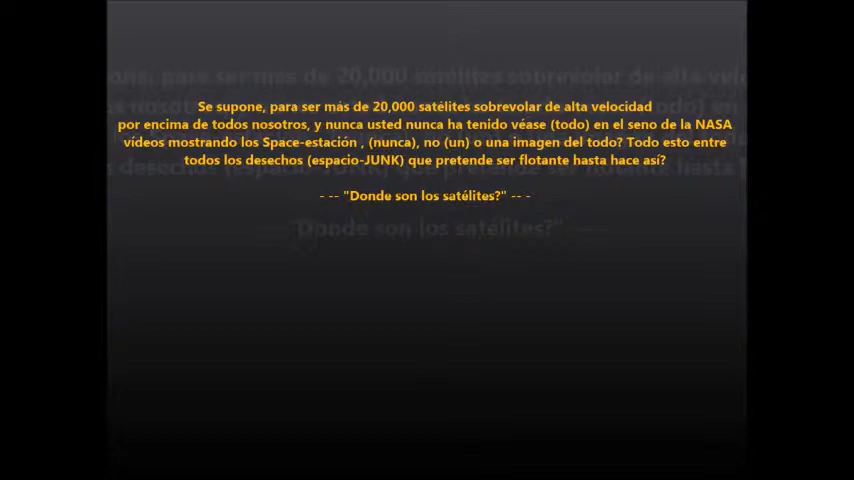 Se supone, para ser más de 20,000 satélites sobrevolar de alta velocidad
por encima de todos nosotros, y nunca usted nunca ha tenido véase (todo) en el seno de la NASA
vídeos mostrando los Space-estación , (nunca), no (un) o una imagen del todo? Todo esto entre
todos los desechos (espacio-JUNK) que pretende ser flotante hasta hace así?
- -- "Donde son los satélites?" -- -